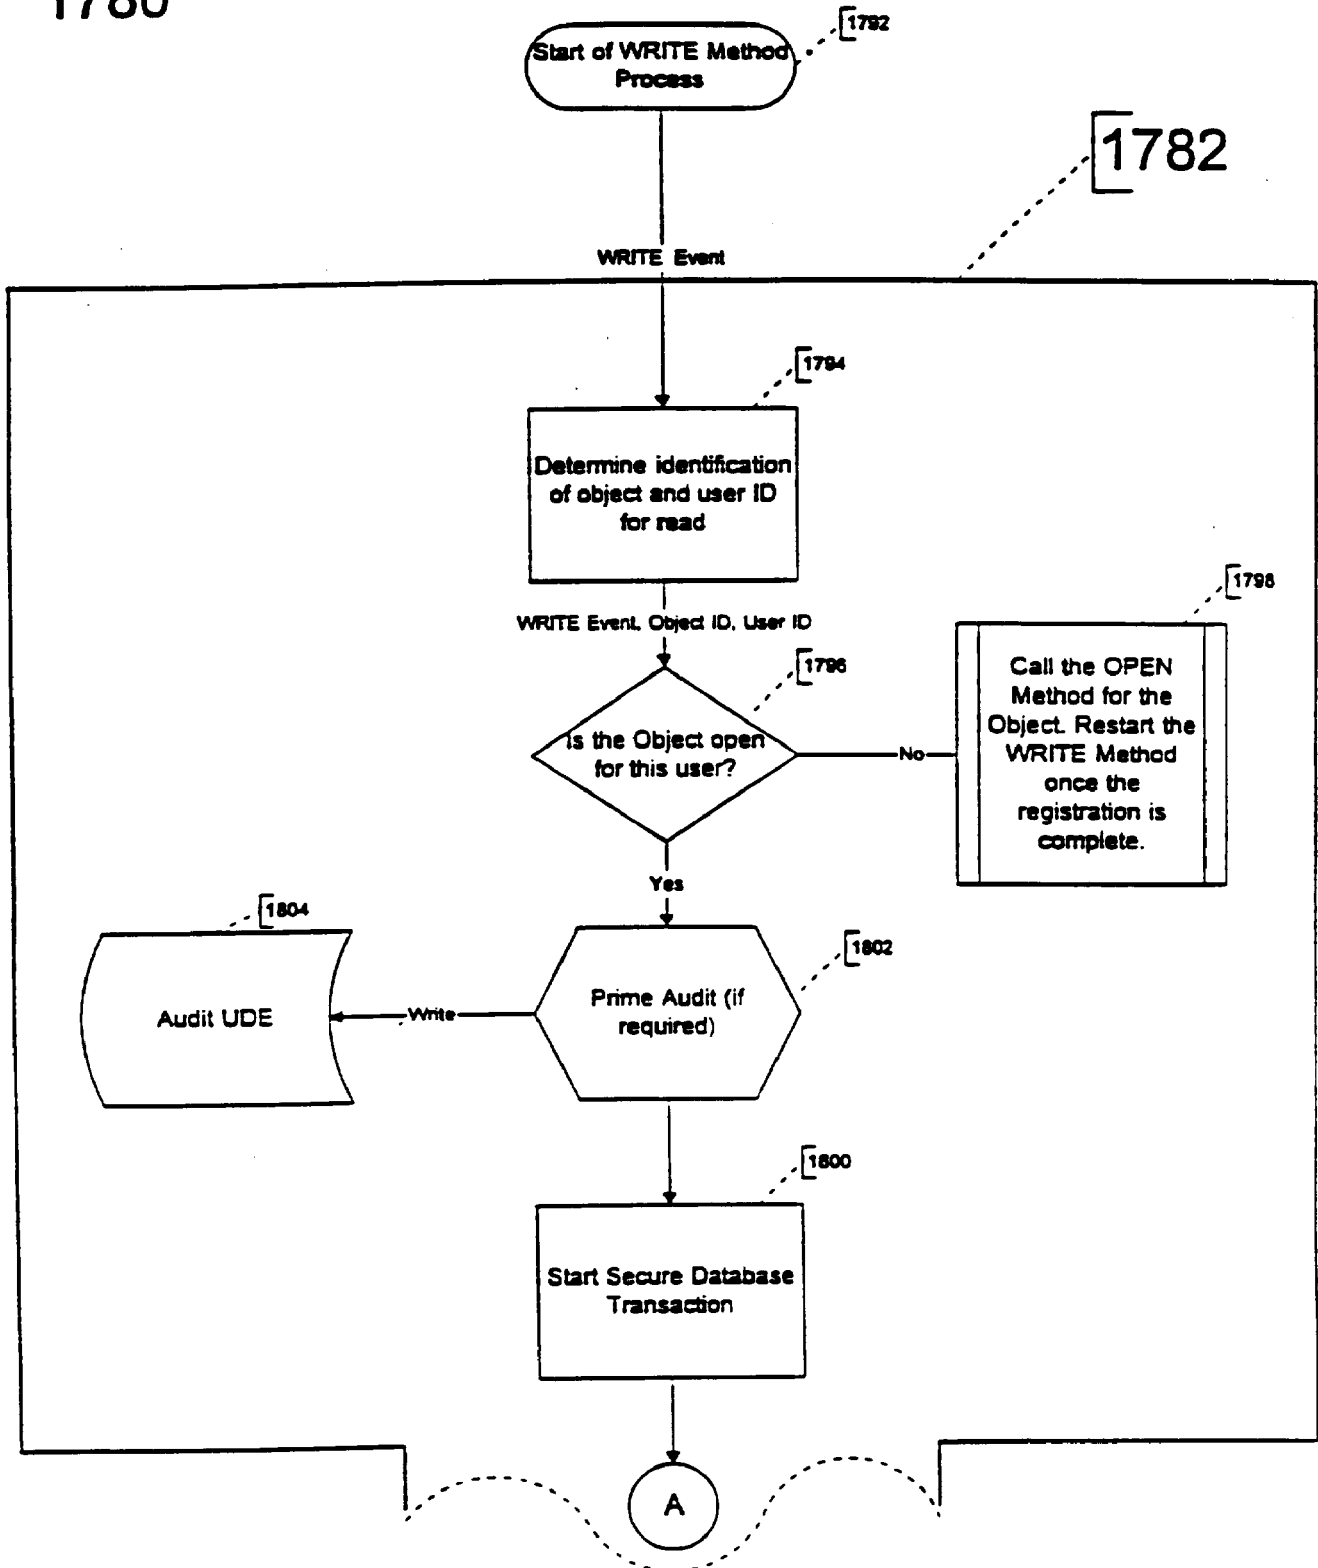 1780
1792
Start of WRITE Method
Process
1782
WRITE Event
1794
Determine identification
of object and user ID
for read
WRITE Event, Object ID, User ID
1798
1796
Is the Object open
for this user?
No
Call the OPEN
Method for the
Object. Restart the
WRITE Method
once the
registration is
complete.
Yes
1804
1802
Audit UDE
Write
Prime Audit (if
required)
1800
Start Secure Database
Transaction
A